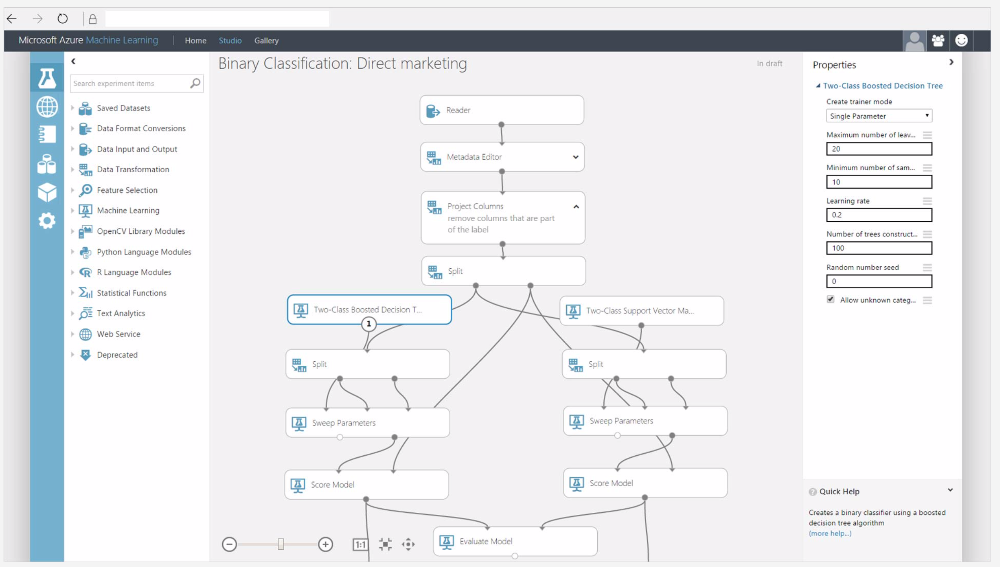 Microsoft Azure Machine Learning
Home
Studio
Gallery
Search experiment items
Saved Datasets
Data Format Conversions
Data Input and Output
Data Transformation
Feature Selection
Machine Learning
OpenCV Library Modules
Python Language Modules
R Language Modules
Statistical Functions
Text Analytics
Web Service
Deprecated
Binary Classification: Direct marketing
In draft
Reader
Metadata Editor
Project Columns
remove columns that are part
of the label
Split
Two-Class Boosted Decision T...
1
Two-Class Support Vector Ma...
Split
Split
Sweep Parameters
Sweep Parameters
Score Model
Score Model
Evaluate Model
1:1
Properties
Two-Class Boosted Decision Tree
Create trainer mode
Single Parameter
Maximum number of leav...
20
Minimum number of sam...
10
Learning rate
0.2
Number of trees construct...
100
Random number seed
0
Allow unknown categ...
? Quick Help
Creates a binary classifier using a boosted
decision tree algorithm
(more help...)